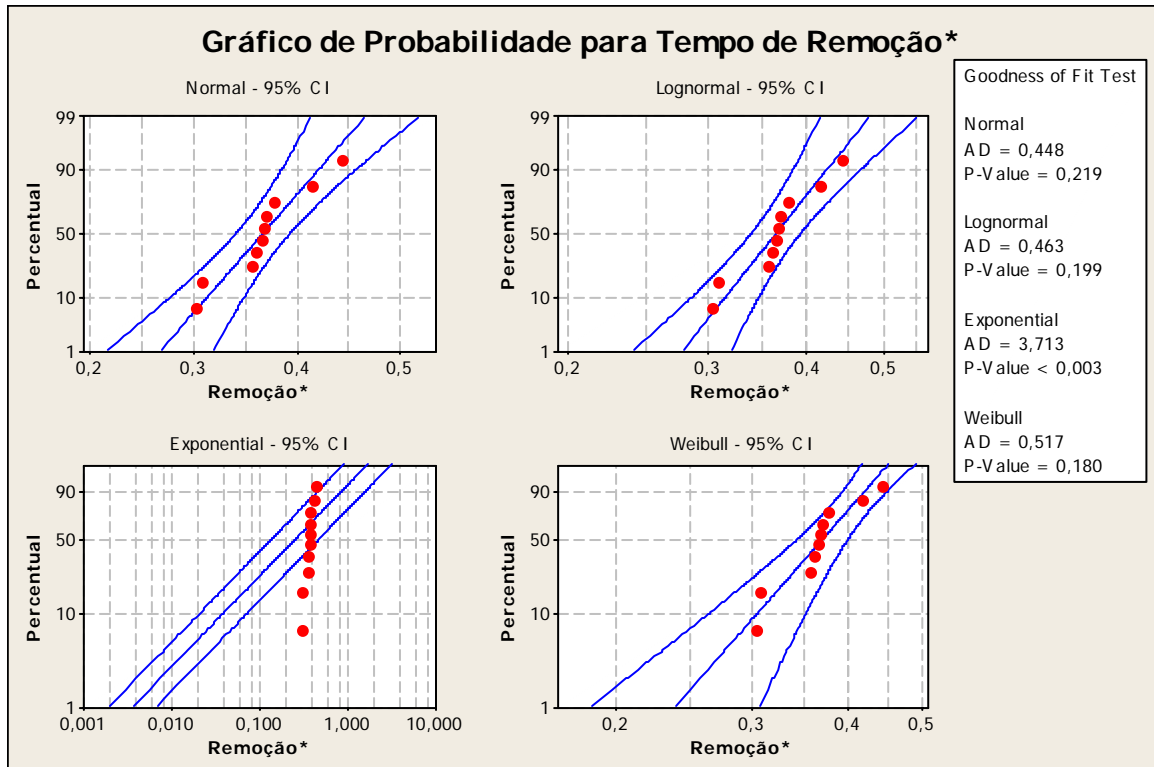 Gráfico de Probabilidade para Tempo de Remoção*
Normal - 95% CI
99
90
50
10
1
Percentual
0,2 0,3 0,4 0,5
Remoção*
Lognormal - 95% CI
99
90
50
10
1
Percentual
0,2 0,3 0,4 0,5
Remoção*
Exponential - 95% CI
90
50
10
1
Percentual
0,001 0,010 0,100 1,000 10,000
Remoção*
Weibull - 95% CI
90
50
10
1
Percentual
0,2 0,3 0,4 0,5
Remoção*
Goodness of Fit Test
Normal
AD = 0,448
P-Value = 0,219
Lognormal
AD = 0,463
P-Value = 0,199
Exponential
AD = 3,713
P-Value < 0,003
Weibull
AD = 0,517
P-Value = 0,180